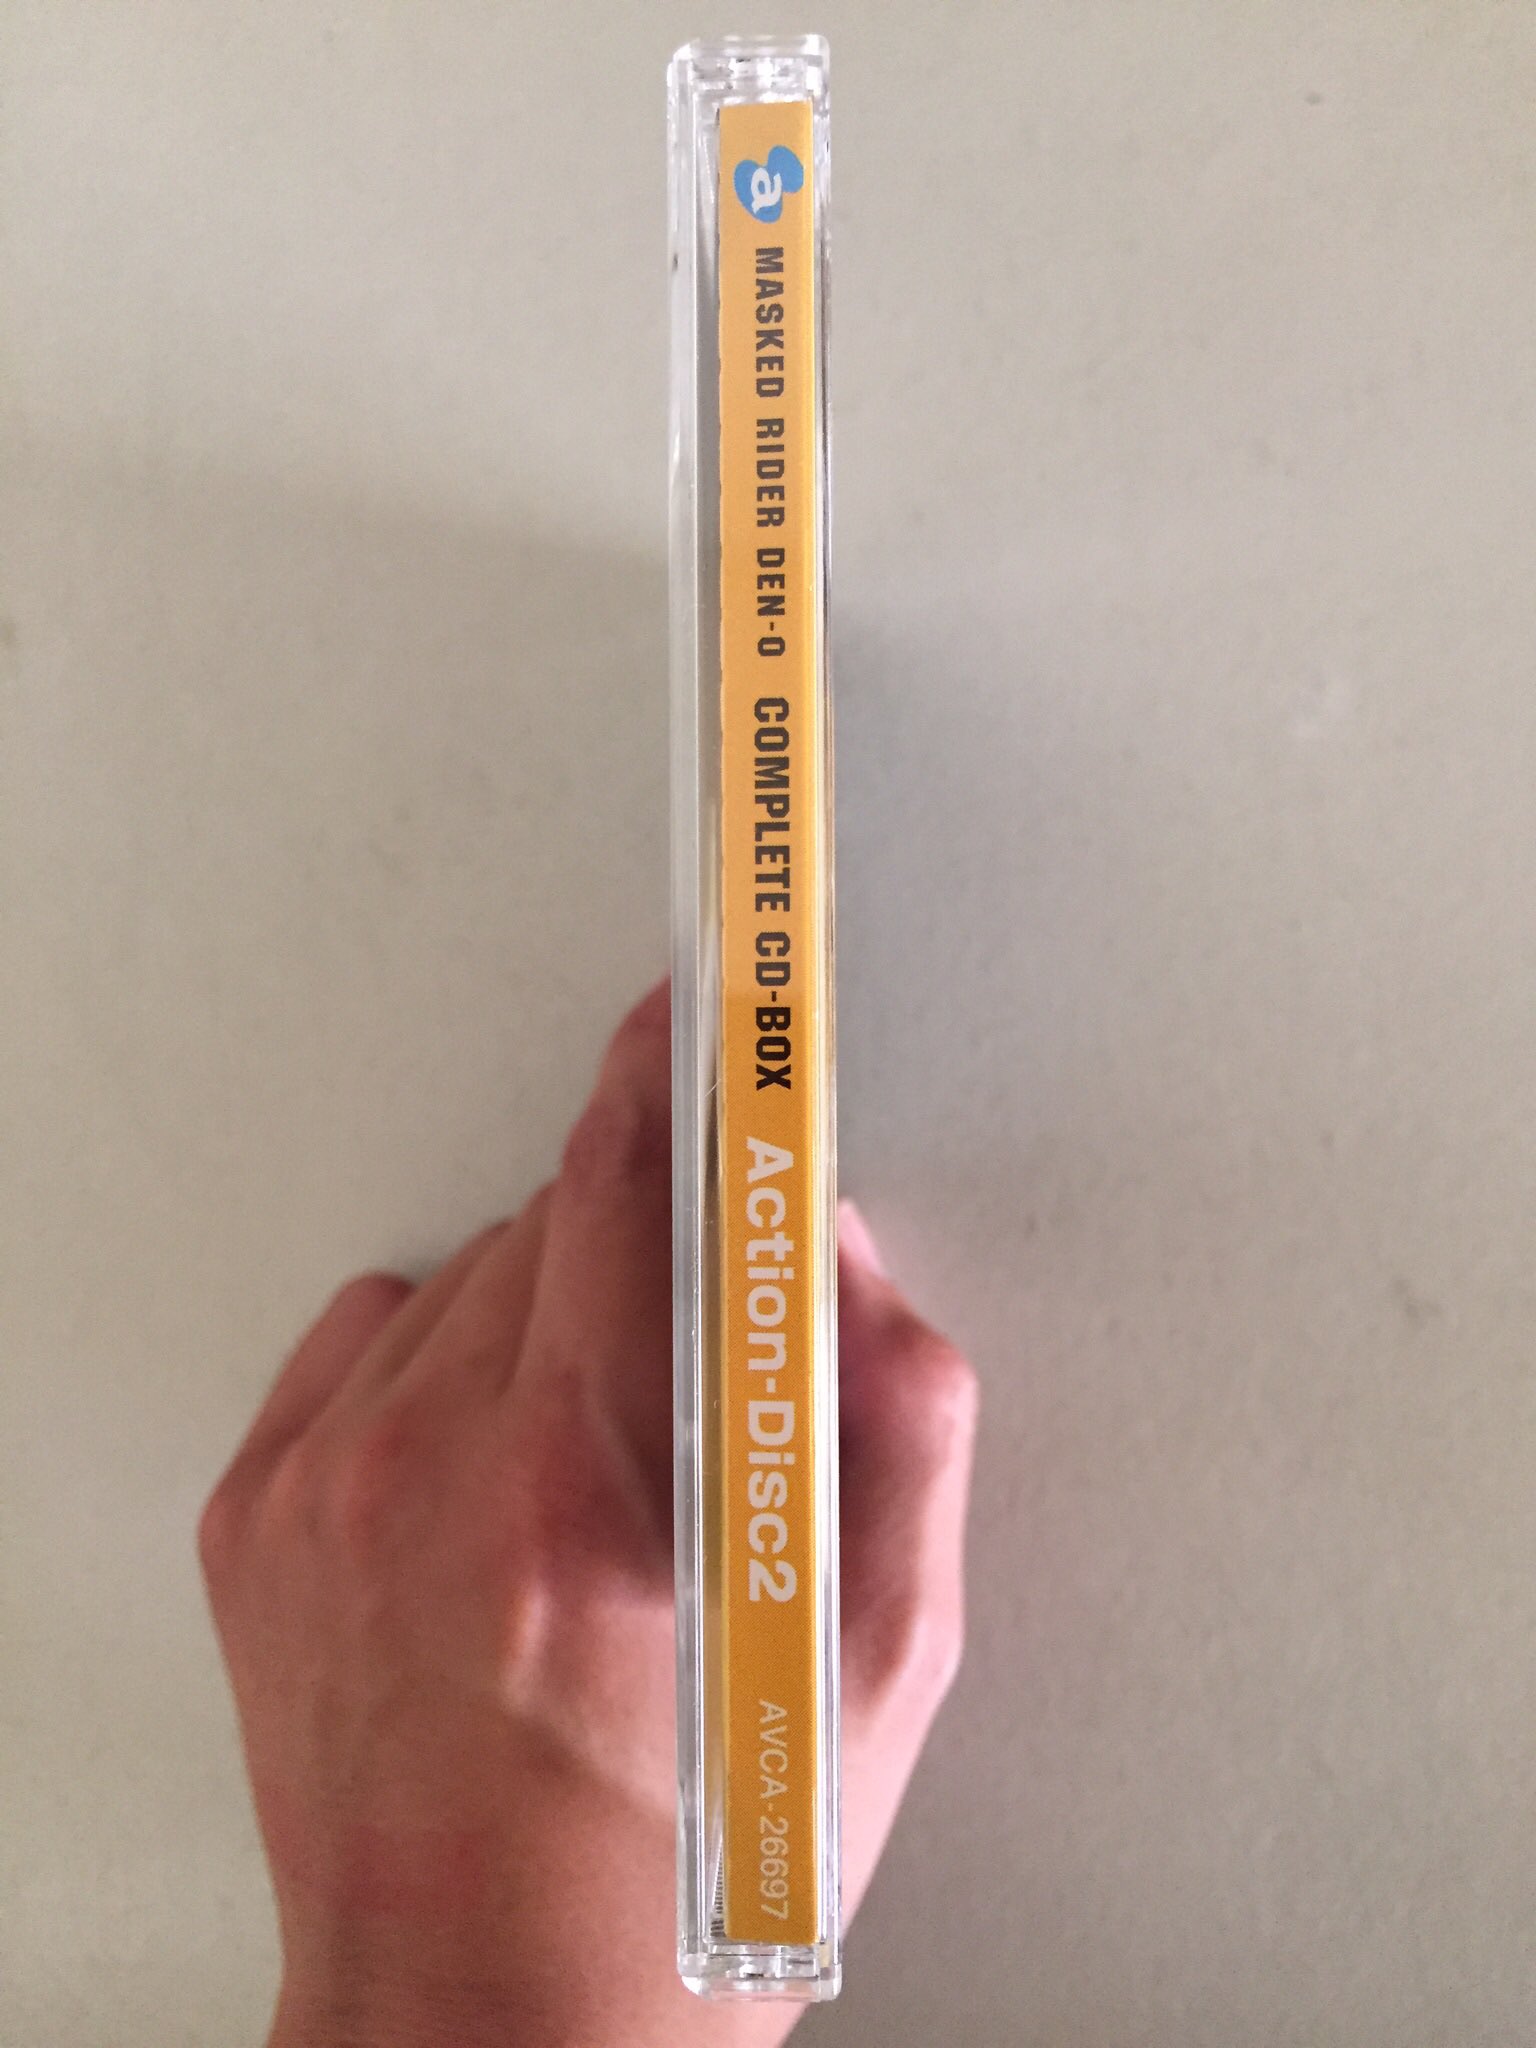 a MASKED RIDER DEN-O COMPLETE CD-BOX Action-Disc2 AVCA-26697